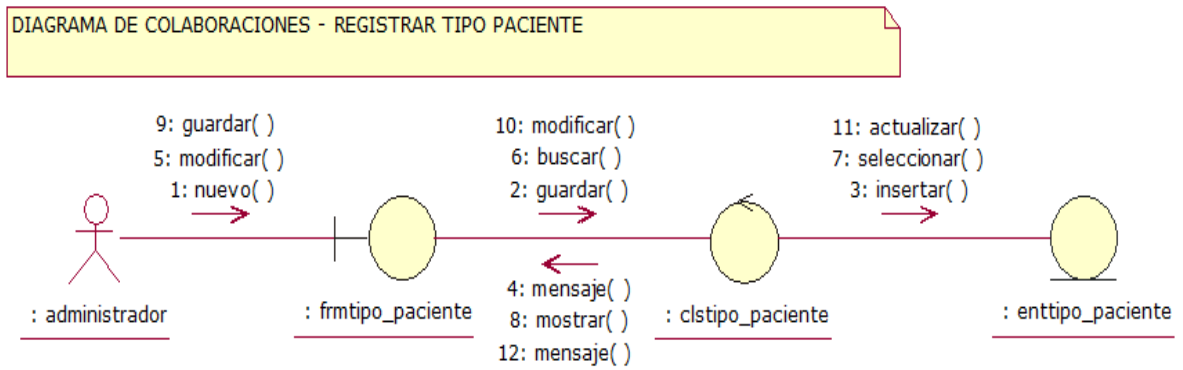 DIAGRAMA DE COLABORACIONES - REGISTRAR TIPO PACIENTE
9: guardar( )
5: modificar( )
1: nuevo( )
10: modificar( )
6: buscar( )
2: guardar( )
11: actualizar( )
7: seleccionar( )
3: insertar( )
4: mensaje( )
8: mostrar( )
12: mensaje( )
: administrador
: frmtipo_paciente
: clstipo_paciente
: enttipo_paciente